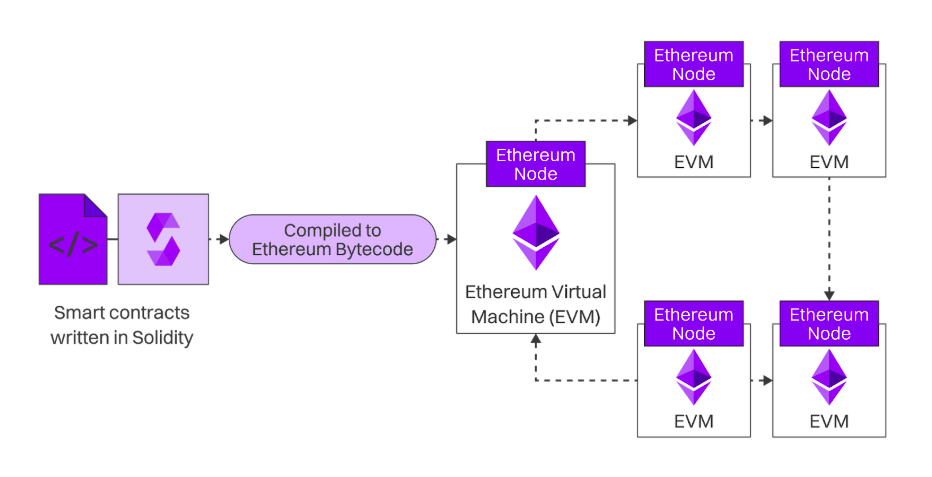 </>
Smart contracts
written in Solidity
Compiled to
Ethereum Bytecode
Ethereum
Node
Ethereum Virtual
Machine (EVM)
Ethereum
Node
EVM
Ethereum
Node
EVM
Ethereum
Node
EVM
Ethereum
Node
EVM